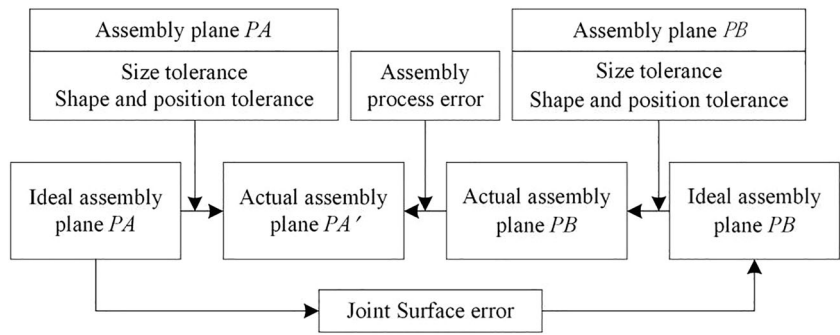 Assembly plane PA
Size tolerance
Shape and position tolerance
Assembly
process error
Assembly plane PB
Size tolerance
Shape and position tolerance
Ideal assembly
plane PA
Actual assembly
plane PA′
Actual assembly
plane PB
Ideal assembly
plane PB
Joint Surface error